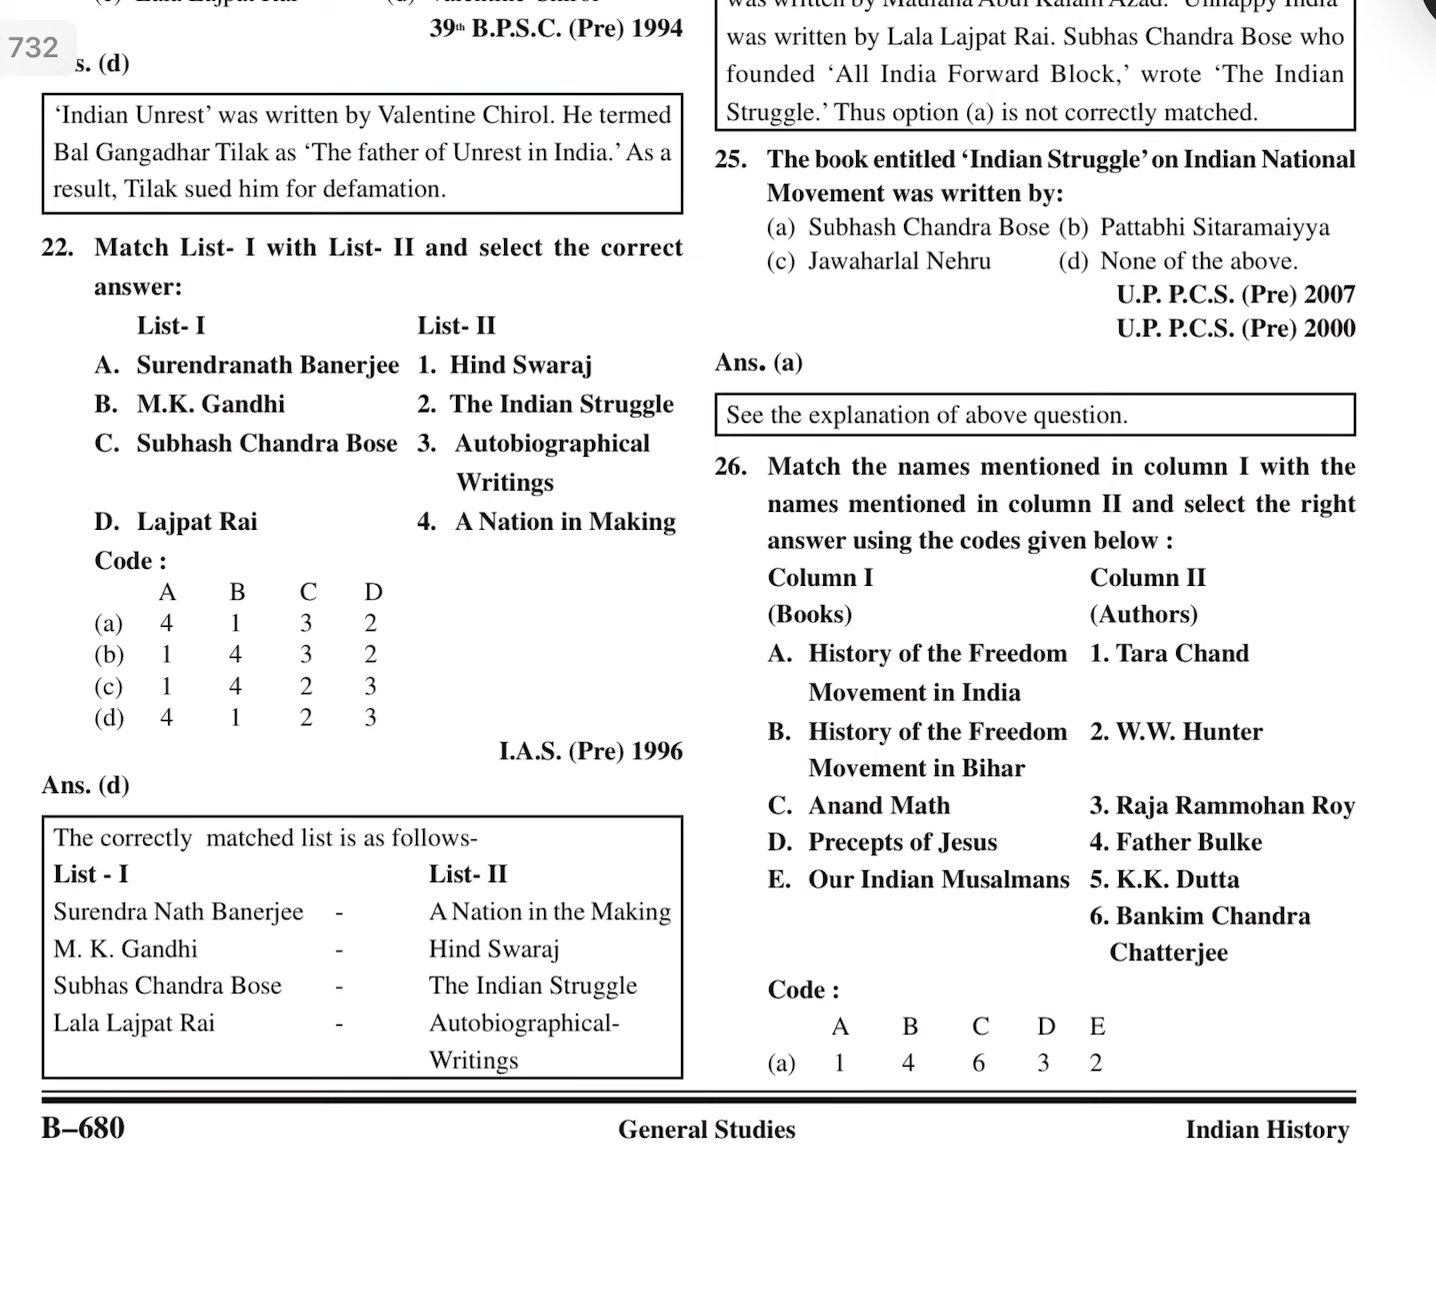 39th B.P.S.C. (Pre) 1994
732
s. (d)
‘Indian Unrest’ was written by Valentine Chirol. He termed
Bal Gangadhar Tilak as ‘The father of Unrest in India.’ As a
result, Tilak sued him for defamation.
22. Match List- I with List- II and select the correct
answer:
List- I List- II
A. Surendranath Banerjee 1. Hind Swaraj
B. M.K. Gandhi 2. The Indian Struggle
C. Subhash Chandra Bose 3. Autobiographical
Writings
D. Lajpat Rai 4. A Nation in Making
Code :
A B C D
(a) 4 1 3 2
(b) 1 4 3 2
(c) 1 4 2 3
(d) 4 1 2 3
I.A.S. (Pre) 1996
Ans. (d)
The correctly matched list is as follows-
List - I List- II
Surendra Nath Banerjee - A Nation in the Making
M. K. Gandhi - Hind Swaraj
Subhas Chandra Bose - The Indian Struggle
Lala Lajpat Rai - Autobiographical-
Writings
was written by Maulana Abul Kalam Azad. ‘Unhappy India’
was written by Lala Lajpat Rai. Subhas Chandra Bose who
founded ‘All India Forward Block,’ wrote ‘The Indian
Struggle.’ Thus option (a) is not correctly matched.
25. The book entitled ‘Indian Struggle’ on Indian National
Movement was written by:
(a) Subhash Chandra Bose (b) Pattabhi Sitaramaiyya
(c) Jawaharlal Nehru (d) None of the above.
U.P. P.C.S. (Pre) 2007
U.P. P.C.S. (Pre) 2000
Ans. (a)
See the explanation of above question.
26. Match the names mentioned in column I with the
names mentioned in column II and select the right
answer using the codes given below :
Column I Column II
(Books) (Authors)
A. History of the Freedom 1. Tara Chand
Movement in India
B. History of the Freedom 2. W.W. Hunter
Movement in Bihar
C. Anand Math 3. Raja Rammohan Roy
D. Precepts of Jesus 4. Father Bulke
E. Our Indian Musalmans 5. K.K. Dutta
6. Bankim Chandra
Chatterjee
Code :
A B C D E
(a) 1 4 6 3 2
B–680 General Studies Indian History